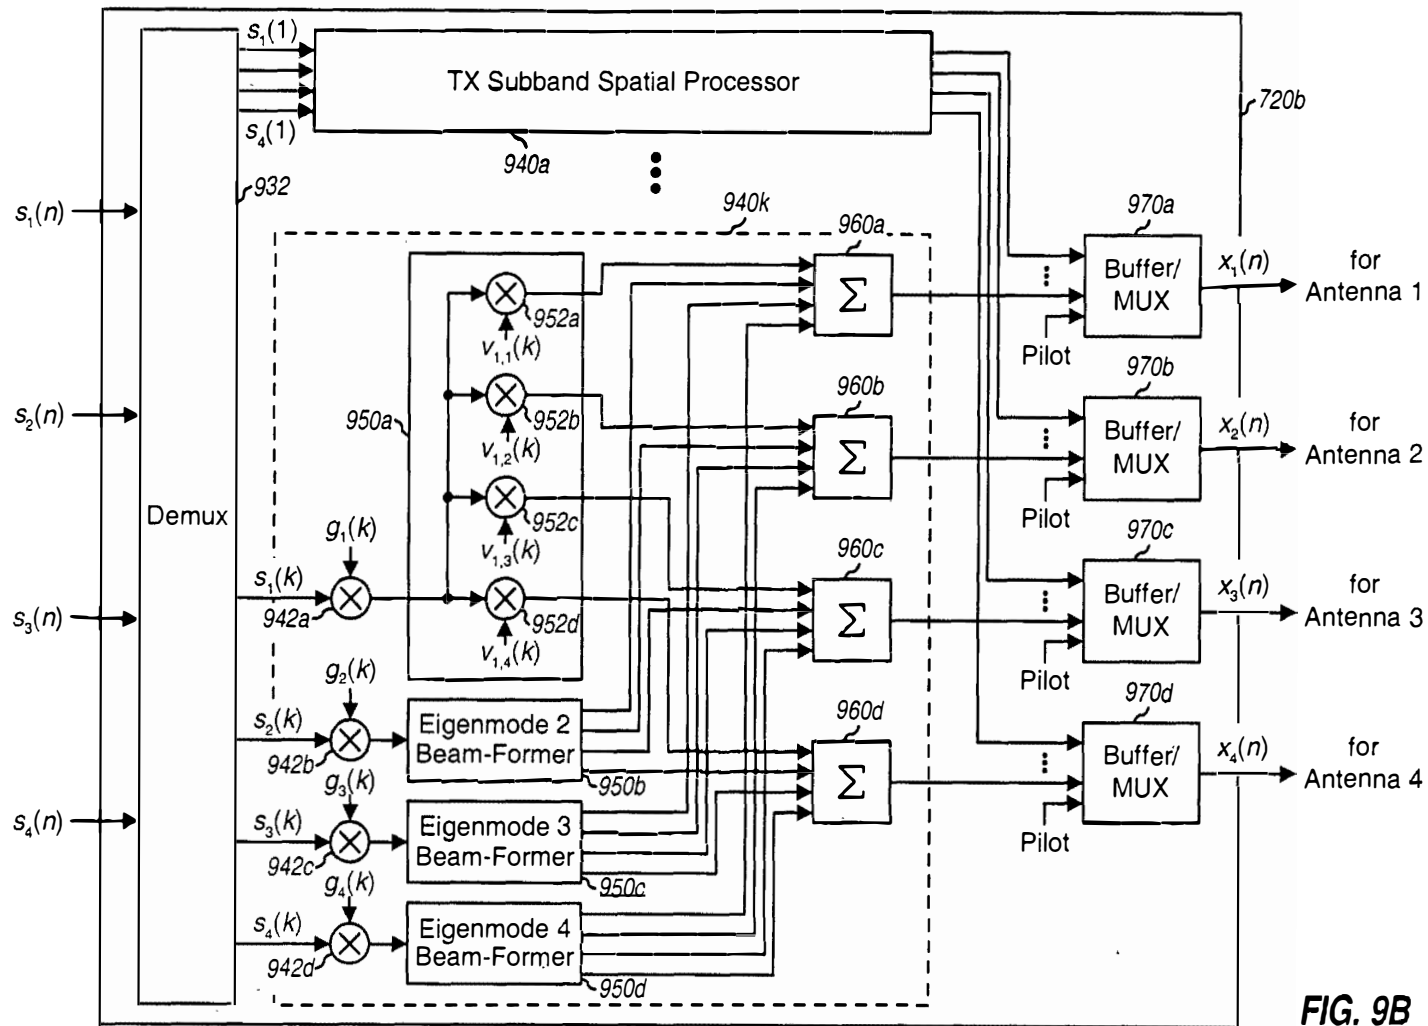 s₁(1)
TX Subband Spatial Processor
s₄(1)
940a
720b
932
s₁(n)
940k
960a
970a
952a
v₁,₁(k)
Σ
Buffer/
MUX
x₁(n)
for
Antenna 1
Pilot
s₂(n)
950a
952b
v₁,₂(k)
960b
Σ
970b
Buffer/
MUX
x₂(n)
for
Antenna 2
Pilot
Demux
952c
v₁,₃(k)
g₁(k)
s₁(k)
942a
952d
v₁,₄(k)
960c
Σ
970c
Buffer/
MUX
x₃(n)
for
Antenna 3
Pilot
s₃(n)
g₂(k)
s₂(k)
942b
Eigenmode 2
Beam-Former
950b
960d
Σ
970d
Buffer/
MUX
x₄(n)
for
Antenna 4
Pilot
s₄(n)
g₃(k)
s₃(k)
942c
Eigenmode 3
Beam-Former
950c
g₄(k)
s₄(k)
942d
Eigenmode 4
Beam-Former
950d
FIG. 9B